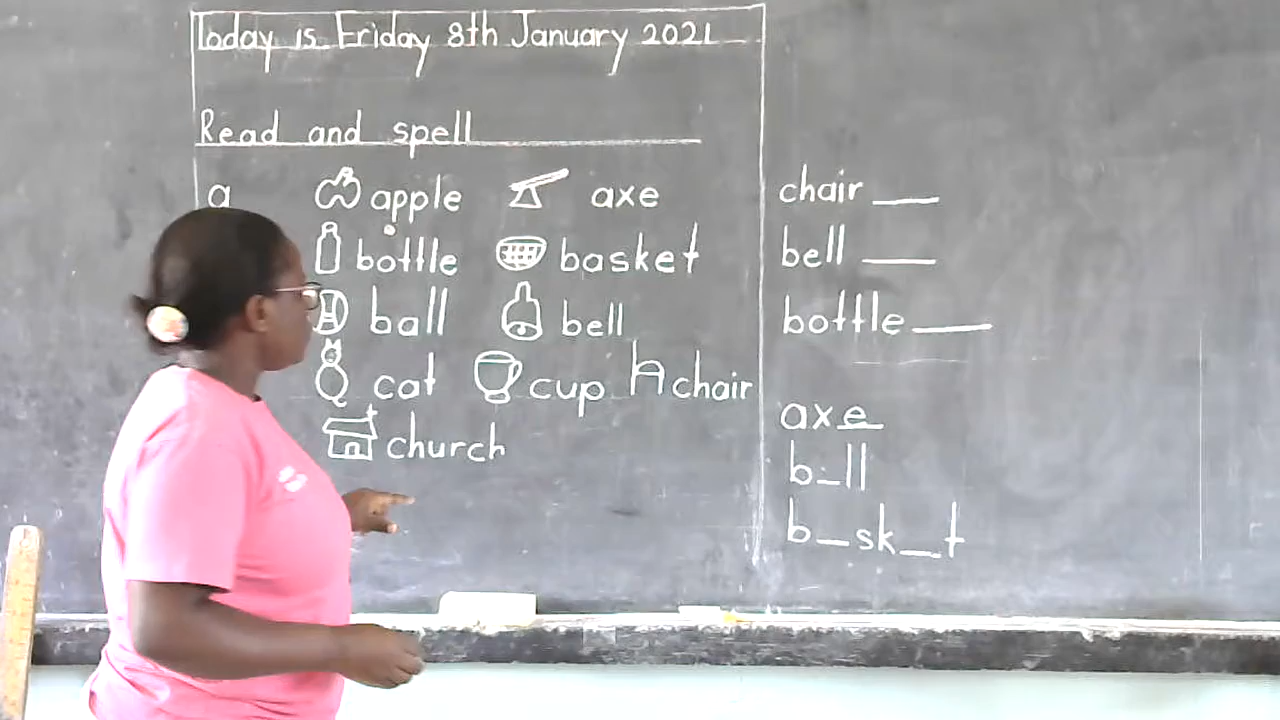 Today is Friday 8th January 2021
Read and spell
a apple axe
bottle basket
ball bell
cat cup chair
church
chair ___
bell ___
bottle ___
axe
b_ll
b_sk_t